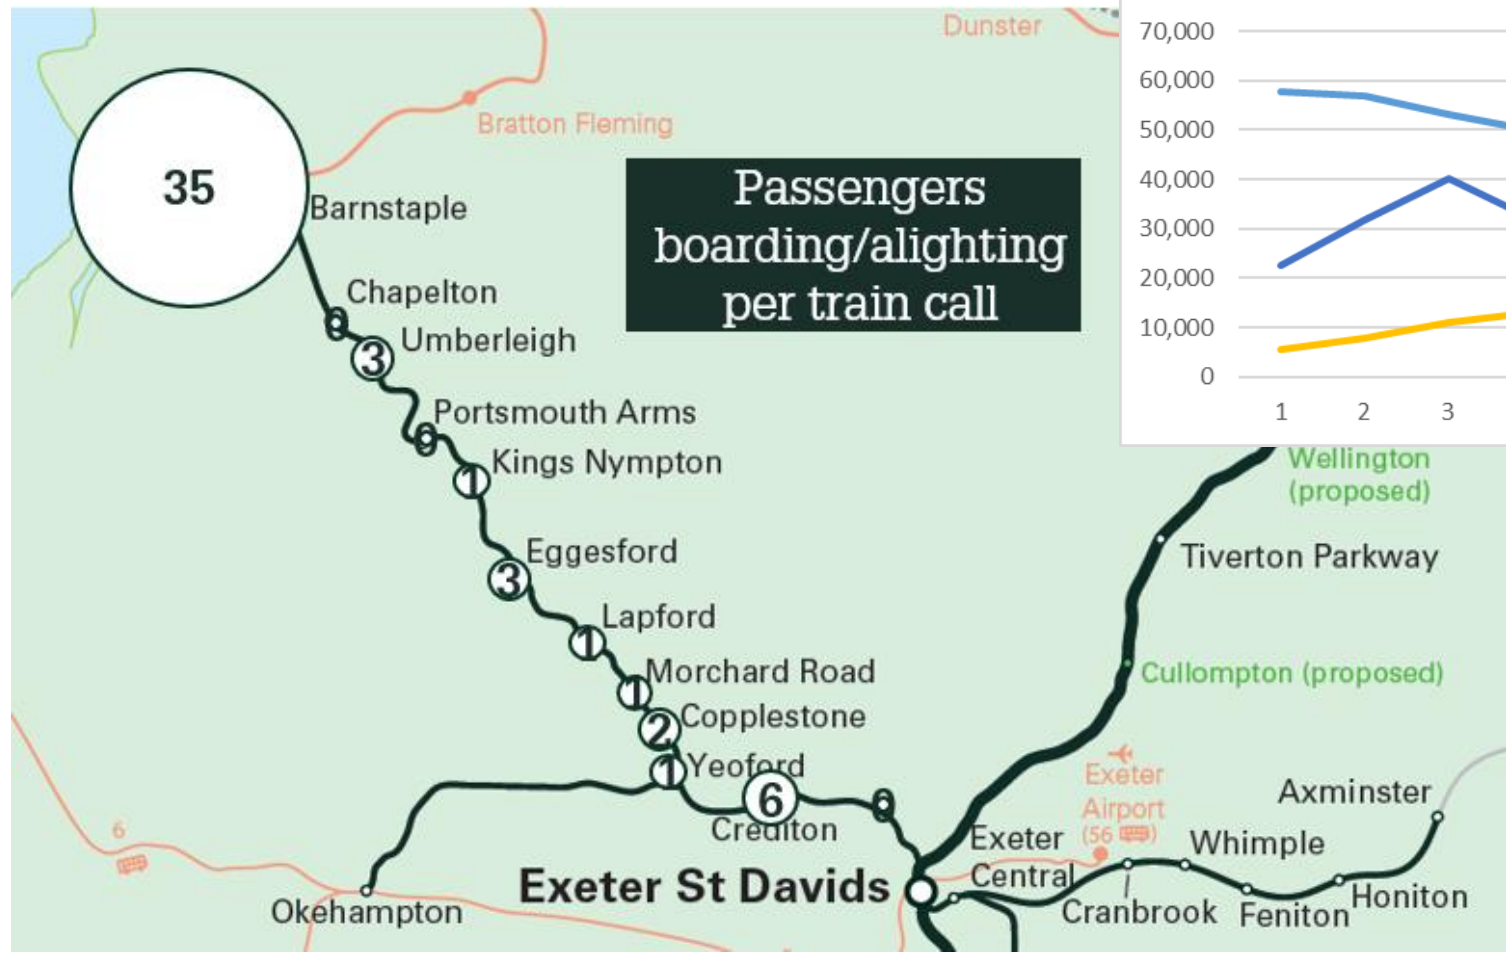 Dunster
Bratton Fleming
35
Barnstaple
Passengers
boarding/alighting
per train call
Chapelton
0
3
Umberleigh
Portsmouth Arms
0
Kings Nympton
1
Eggesford
3
Lapford
1
Morchard Road
1
Copplestone
2
Yeoford
1
6
Crediton
0
Exeter St Davids
6
Okehampton
70,000
60,000
50,000
40,000
30,000
20,000
10,000
0
1 2 3
Wellington
(proposed)
Tiverton Parkway
Cullompton (proposed)
Exeter
Airport
(56 )
Exeter
Central
Cranbrook
Whimple
Feniton
Honiton
Axminster